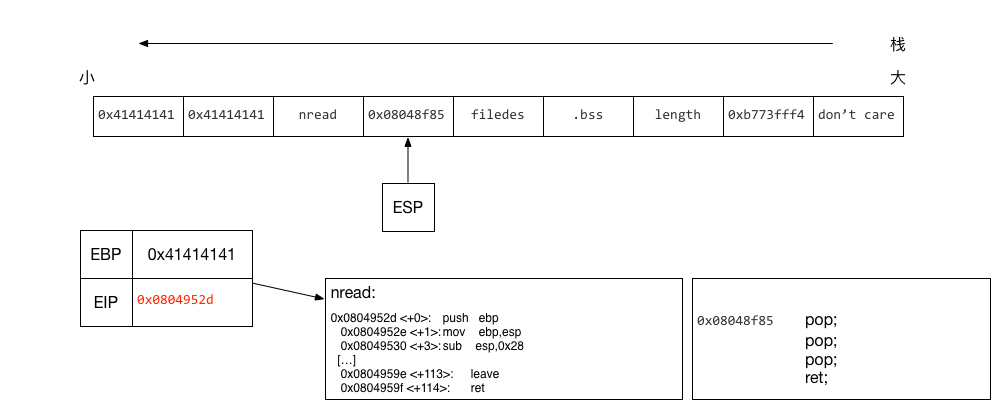 栈
小 大
0x41414141 0x41414141 nread 0x08048f85 filedes .bss length 0xb773fff4 don’t care
ESP
EBP 0x41414141
EIP 0x0804952d
nread:
0x0804952d <+0>: push ebp
0x0804952e <+1>: mov ebp,esp
0x08049530 <+3>: sub esp,0x28
[...]
0x0804959e <+113>: leave
0x0804959f <+114>: ret
0x08048f85 pop;
pop;
pop;
ret;